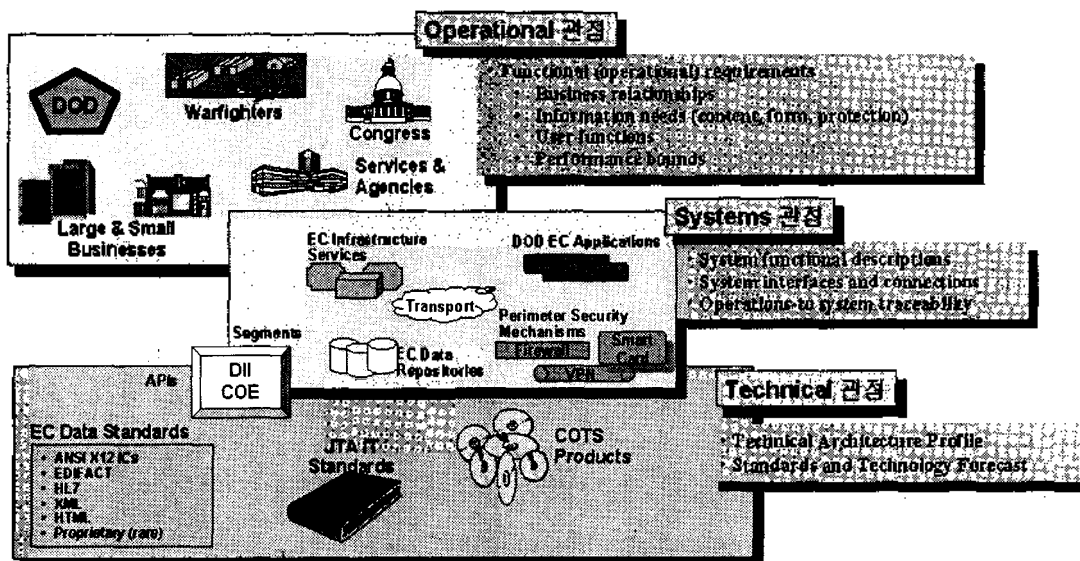 Operational 관점
DOD
Warfighters
Congress
Services &
Agencies
Large & Small
Businesses
· Functional (operational) requirements
• Business relationships
• Information needs (content, form, protection)
• User functions
• Performance bounds
Systems 관점
EC Infrastructure
Services
DOD EC Applications
Transport
Perimeter Security
Mechanisms
Firewall
Smart
Card
VPN
EC Data
Repositories
· System functional descriptions
· System interfaces and connections
· Operations-to system traceability
Segments
DII
COE
APIs
Technical 관점
EC Data Standards
• ANSI X12 ICs
• EDIFACT
• HL7
• XML
• HTML
• Proprietary (rare)
JTA IT
Standards
COTS
Products
· Technical Architecture Profile
· Standards and Technology Forecast